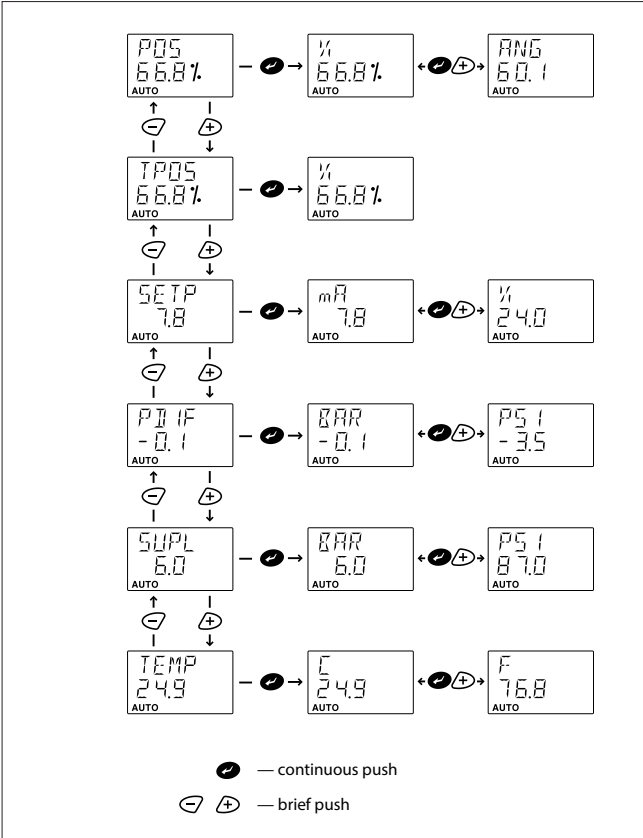 POS
66.8%
AUTO
%
66.8%
AUTO
ANG
60.1
AUTO
TPOS
66.8%
AUTO
%
66.8%
AUTO
SETP
7.8
AUTO
mA
7.8
AUTO
%
24.0
AUTO
PDIF
-0.1
AUTO
BAR
-0.1
AUTO
PSI
-3.5
AUTO
SUPL
6.0
AUTO
BAR
6.0
AUTO
PSI
87.0
AUTO
TEMP
24.9
AUTO
C
24.9
AUTO
F
76.8
AUTO
— continuous push
— brief push